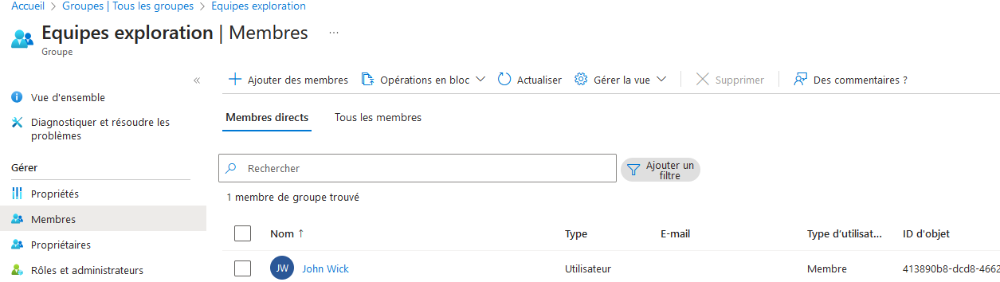 Accueil > Groupes | Tous les groupes > Equipes exploration >
Equipes exploration | Membres ...
Groupe
«
Ajouter des membres Opérations en bloc Actualiser Gérer la vue Supprimer Des commentaires ?
Vue d'ensemble
Diagnostiquer et résoudre les
problèmes
Gérer
Propriétés
Membres
Propriétaires
Rôles et administrateurs
Membres directs Tous les membres
Rechercher
Ajouter un
filtre
1 membre de groupe trouvé
Nom ↑ Type E-mail Type d'utilisat... ID d'objet
JW John Wick Utilisateur Membre 413890b8-dcd8-4662